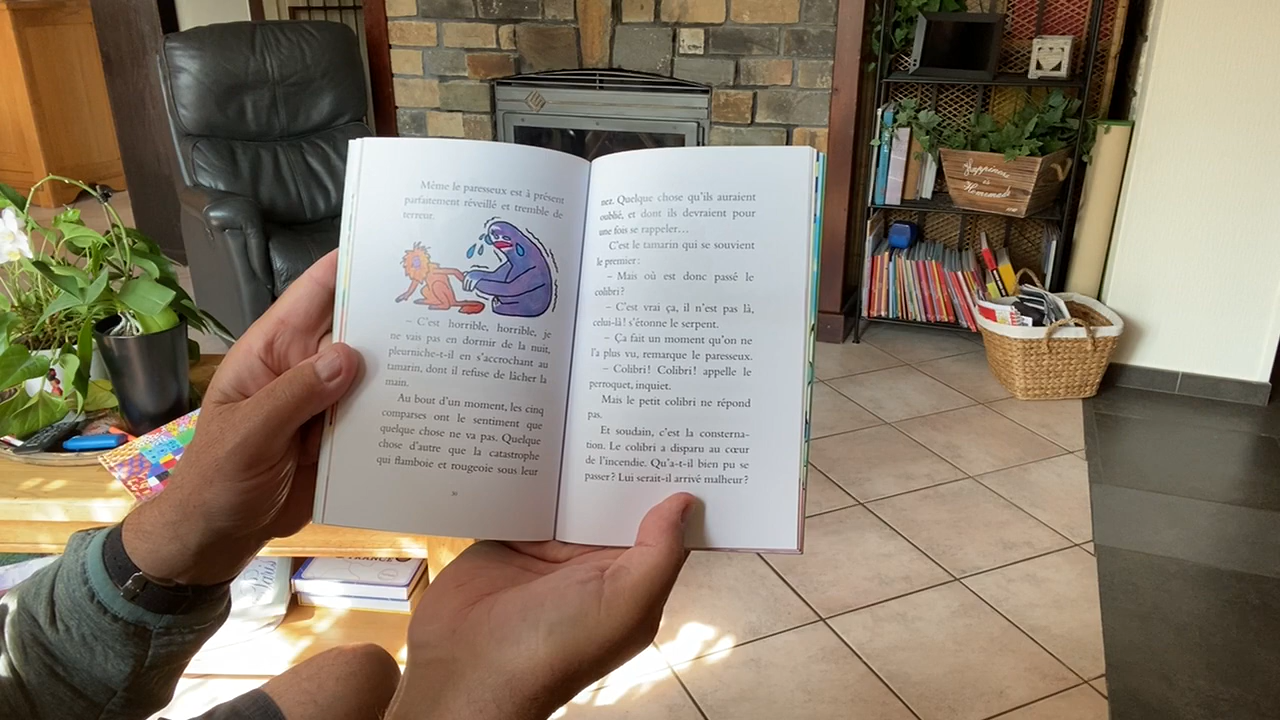 Même le paresseux est à présent
parfaitement réveillé et tremble de
terreur.
– C'est horrible, horrible, je
ne vais pas en dormir de la nuit,
pleurniche-t-il en s'accrochant au
tamarin, dont il refuse de lâcher la
main.
Au bout d'un moment, les cinq
comparses ont le sentiment que
quelque chose ne va pas. Quelque
chose d'autre que la catastrophe
qui flamboie et rougeoie sous leur
nez. Quelque chose qu'ils auraient
oublié, et dont ils devraient pour
une fois se rappeler…
C'est le tamarin qui se souvient
le premier :
– Mais où est donc passé le
colibri ?
– C'est vrai ça, il n'est pas là,
celui-là ! s'étonne le serpent.
– Ça fait un moment qu'on ne
l'a plus vu, remarque le paresseux.
– Colibri ! Colibri ! appelle le
perroquet, inquiet.
Mais le petit colibri ne répond
pas.
Et soudain, c'est la consterna-
tion. Le colibri a disparu au cœur
de l'incendie. Qu'a-t-il bien pu se
passer ? Lui serait-il arrivé malheur ?
Happiness
is
Homemade
Paris